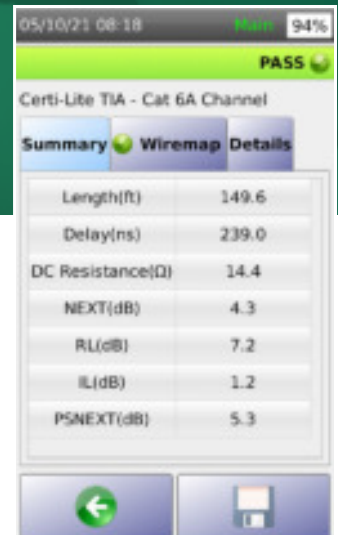 05/10/21 08:18 Main 94%
PASS
Certi-Lite TIA - Cat 6A Channel
Summary Wiremap Details
Length(ft) 149.6
Delay(ns) 239.0
DC Resistance(Ω) 14.4
NEXT(dB) 4.3
RL(dB) 7.2
IL(dB) 1.2
PSNEXT(dB) 5.3